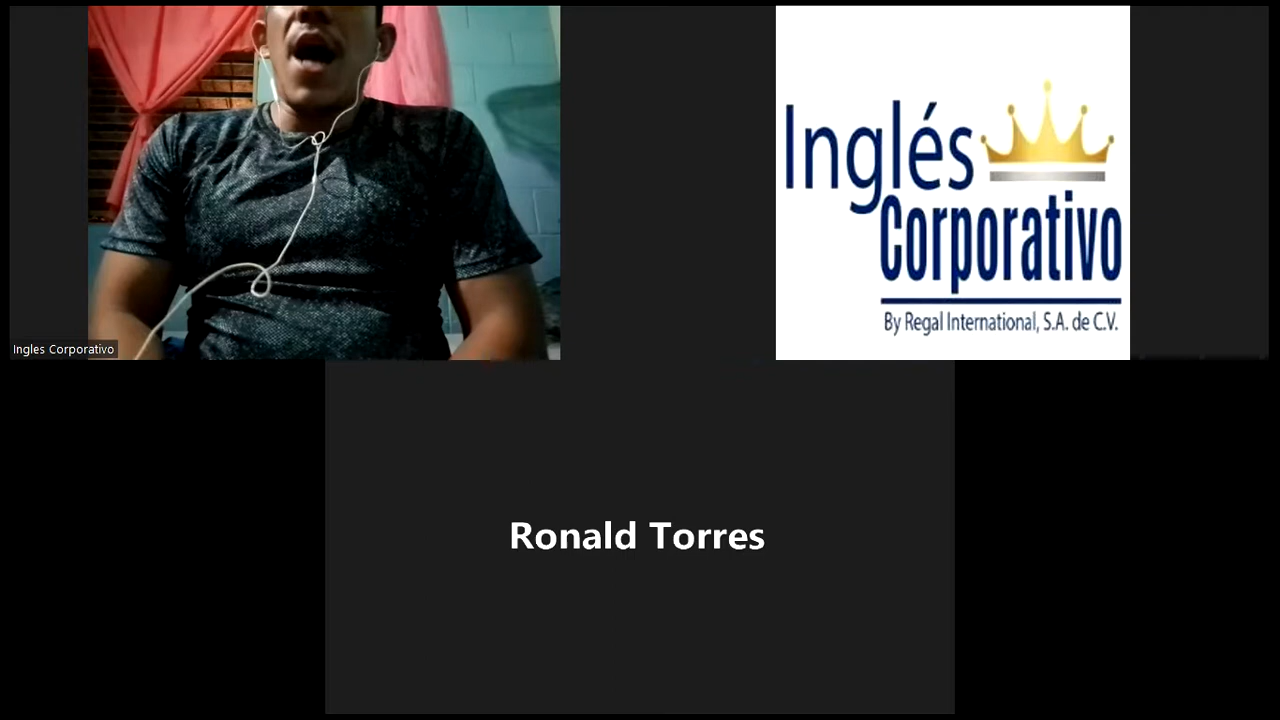 Ingles Corporativo
Inglés
Corporativo
By Regal International, S.A. de C.V.
Ronald Torres